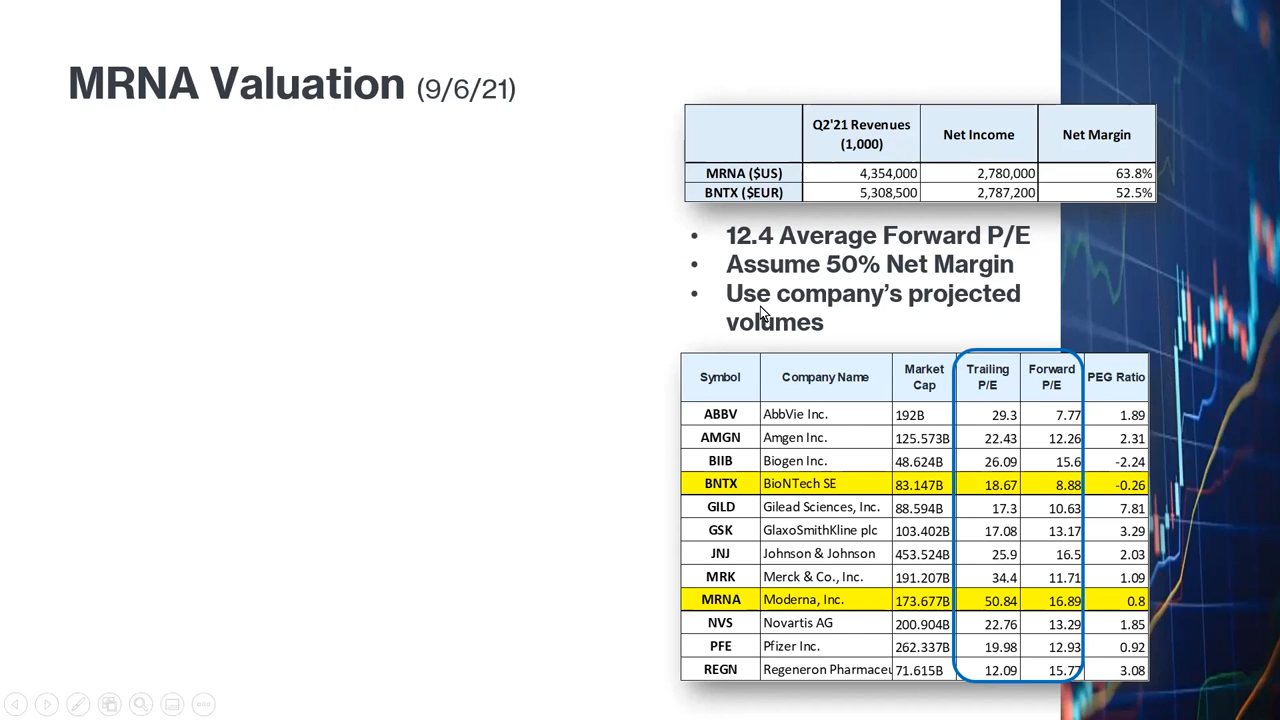 MRNA Valuation (9/6/21)
Q2'21 Revenues (1,000) Net Income Net Margin
MRNA ($US) 4,354,000 2,780,000 63.8%
BNTX ($EUR) 5,308,500 2,787,200 52.5%
• 12.4 Average Forward P/E
• Assume 50% Net Margin
• Use company's projected
volumes
Symbol Company Name Market Cap Trailing P/E Forward P/E PEG Ratio
ABBV AbbVie Inc. 192B 29.3 7.77 1.89
AMGN Amgen Inc. 125.573B 22.43 12.26 2.31
BIIB Biogen Inc. 48.624B 26.09 15.6 -2.24
BNTX BioNTech SE 83.147B 18.67 8.88 -0.26
GILD Gilead Sciences, Inc. 88.594B 17.3 10.63 7.81
GSK GlaxoSmithKline plc 103.402B 17.08 13.17 3.29
JNJ Johnson & Johnson 453.524B 25.9 16.5 2.03
MRK Merck & Co., Inc. 191.207B 34.4 11.71 1.09
MRNA Moderna, Inc. 173.677B 50.84 16.89 0.8
NVS Novartis AG 200.904B 22.76 13.29 1.85
PFE Pfizer Inc. 262.337B 19.98 12.93 0.92
REGN Regeneron Pharmaceu 71.615B 12.09 15.77 3.08